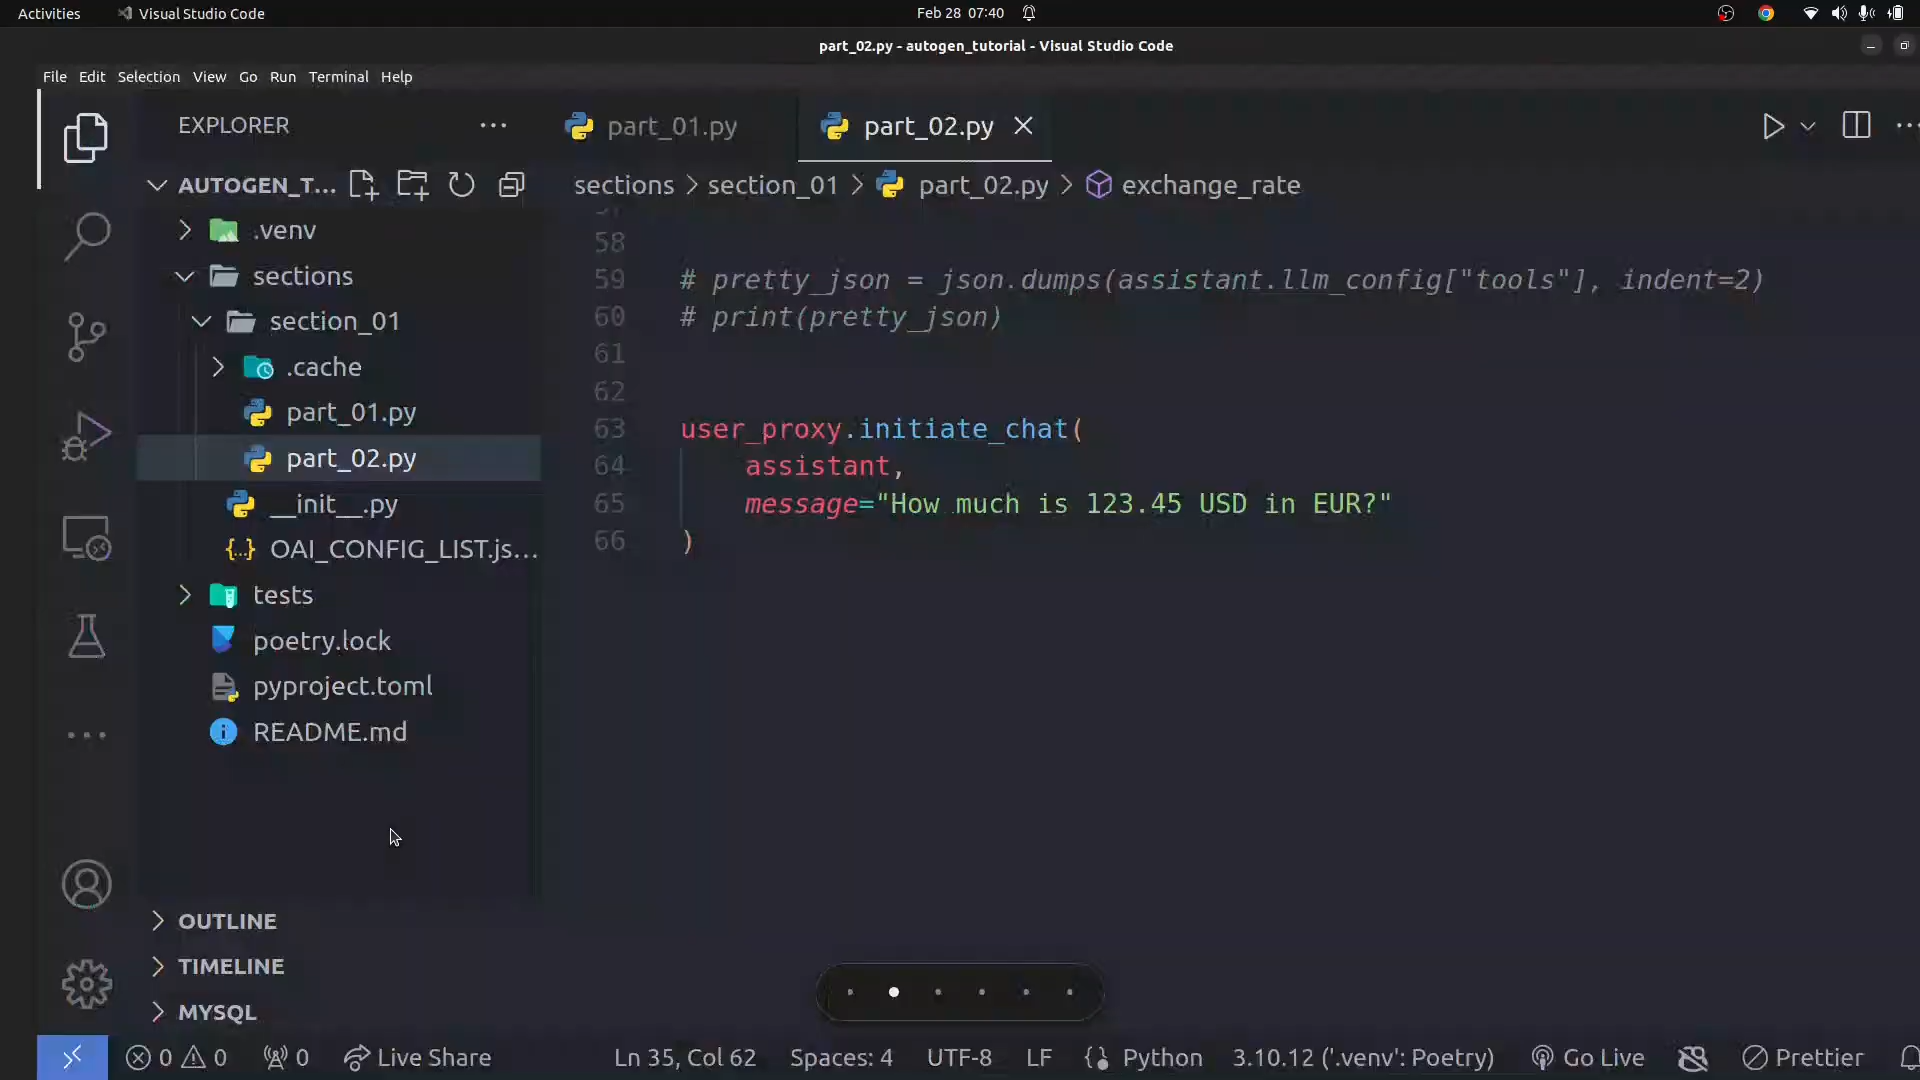 Activities Visual Studio Code Feb 28 07:40
part_02.py - autogen_tutorial - Visual Studio Code
File Edit Selection View Go Run Terminal Help
EXPLORER
AUTOGEN_T...
.venv
sections
section_01
.cache
part_01.py
part_02.py
__init__.py
OAI_CONFIG_LIST.js...
tests
poetry.lock
pyproject.toml
README.md
OUTLINE
TIMELINE
MYSQL
part_01.py part_02.py
sections > section_01 > part_02.py > exchange_rate
58
59 # pretty_json = json.dumps(assistant.llm_config["tools"], indent=2)
60 # print(pretty_json)
61
62
63 user_proxy.initiate_chat(
64 assistant,
65 message="How much is 123.45 USD in EUR?"
66 )
0 0 0 Live Share Ln 35, Col 62 Spaces: 4 UTF-8 LF Python 3.10.12 ('.venv': Poetry) Go Live Prettier